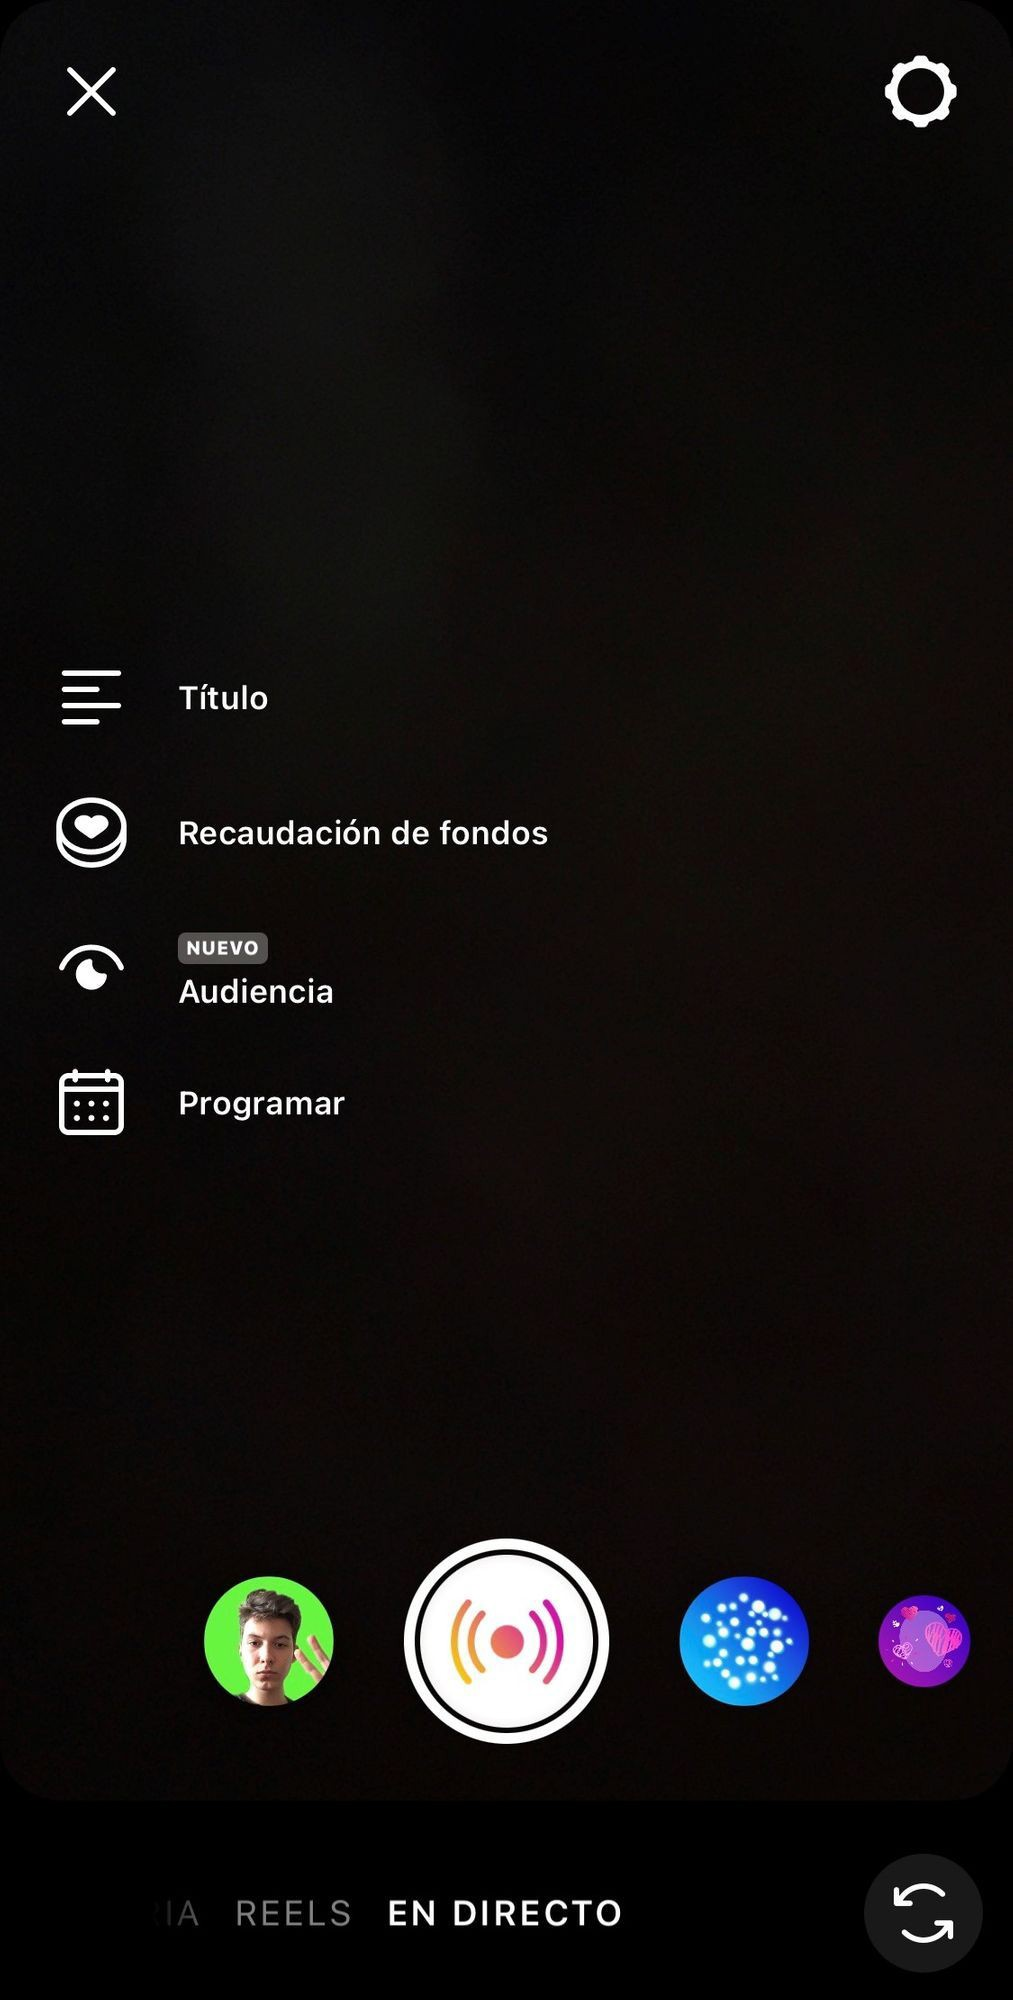 Título
Recaudación de fondos
NUEVO
Audiencia
Programar
REELS
EN DIRECTO